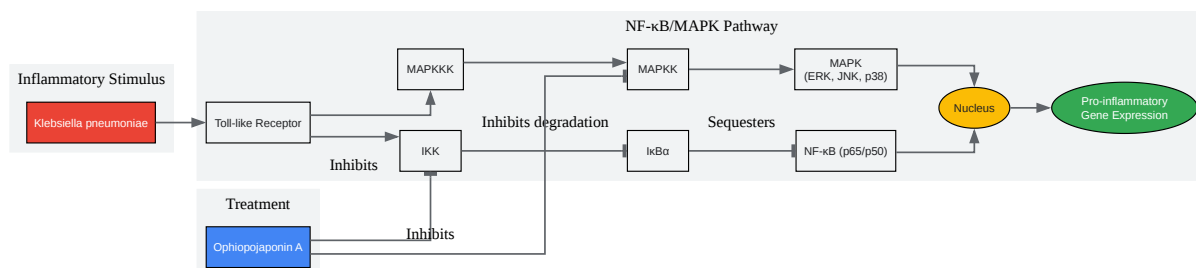 NF-κB/MAPK Pathway
Inflammatory Stimulus
Klebsiella pneumoniae
Toll-like Receptor
MAPKKK
MAPKK
MAPK
(ERK, JNK, p38)
Nucleus
Pro-inflammatory
Gene Expression
Inhibits degradation
Sequesters
Inhibits
IKK
IκBα
NF-κB (p65/p50)
Treatment
Ophiopojaponin A
Inhibits